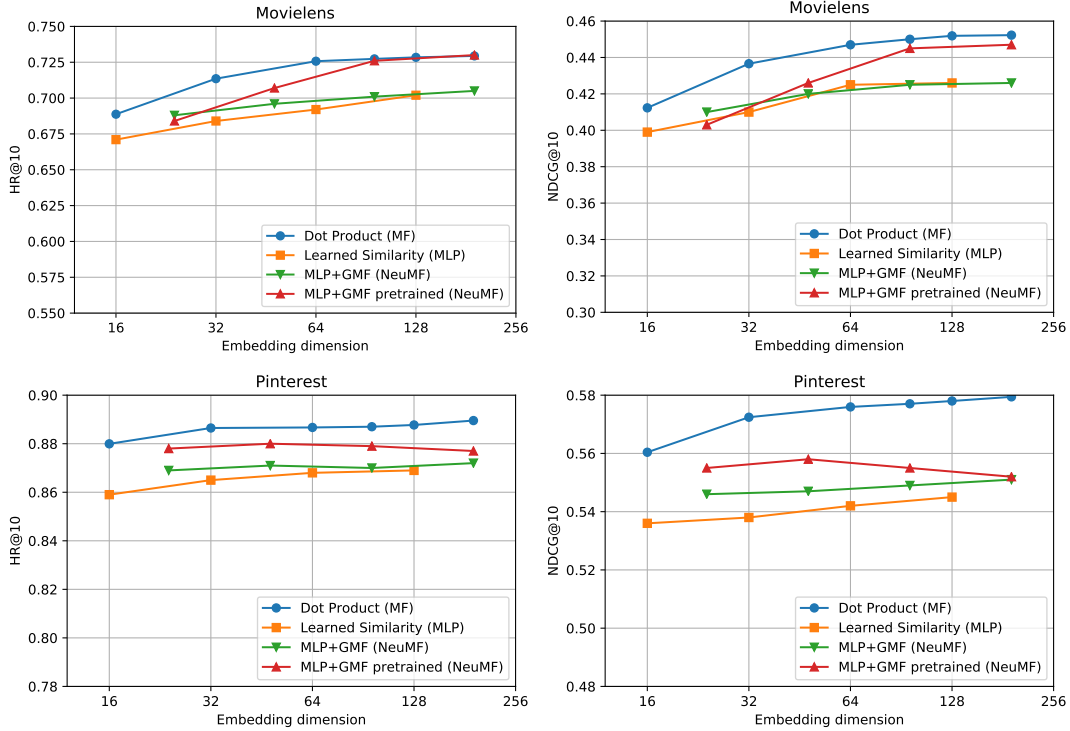 Movielens
0.750
0.725
0.700
0.675
0.650
0.625
0.600
0.575
0.550
HR@10
16
32
64
128
256
Embedding dimension
Dot Product (MF)
Learned Similarity (MLP)
MLP+GMF (NeuMF)
MLP+GMF pretrained (NeuMF)
Movielens
0.46
0.44
0.42
0.40
0.38
0.36
0.34
0.32
0.30
NDCG@10
16
32
64
128
256
Embedding dimension
Dot Product (MF)
Learned Similarity (MLP)
MLP+GMF (NeuMF)
MLP+GMF pretrained (NeuMF)
Pinterest
0.90
0.88
0.86
0.84
0.82
0.80
0.78
HR@10
16
32
64
128
256
Embedding dimension
Dot Product (MF)
Learned Similarity (MLP)
MLP+GMF (NeuMF)
MLP+GMF pretrained (NeuMF)
Pinterest
0.58
0.56
0.54
0.52
0.50
0.48
NDCG@10
16
32
64
128
256
Embedding dimension
Dot Product (MF)
Learned Similarity (MLP)
MLP+GMF (NeuMF)
MLP+GMF pretrained (NeuMF)